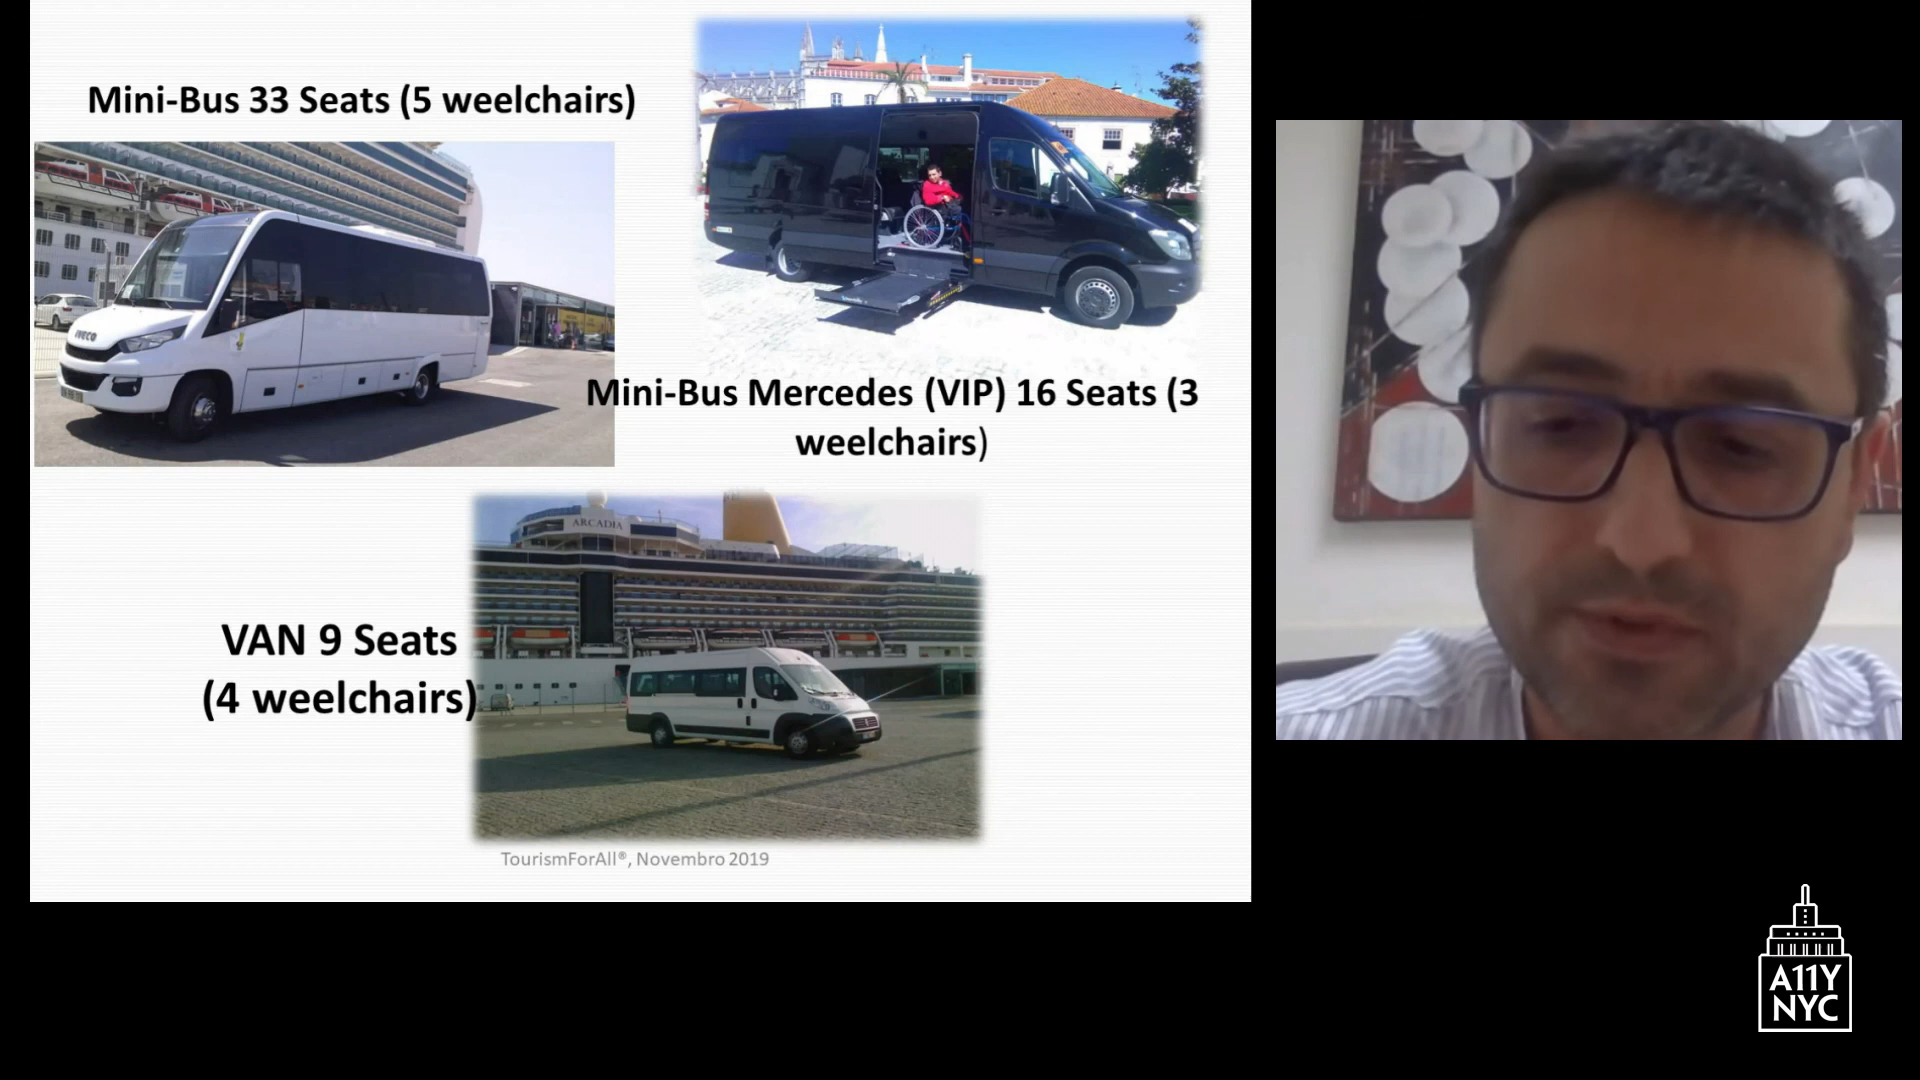 Mini-Bus 33 Seats (5 weelchairs)
IVECO
Mini-Bus Mercedes (VIP) 16 Seats (3
weelchairs)
ARCADIA
VAN 9 Seats
(4 weelchairs)
TourismForAll®, Novembro 2019
A11Y
NYC